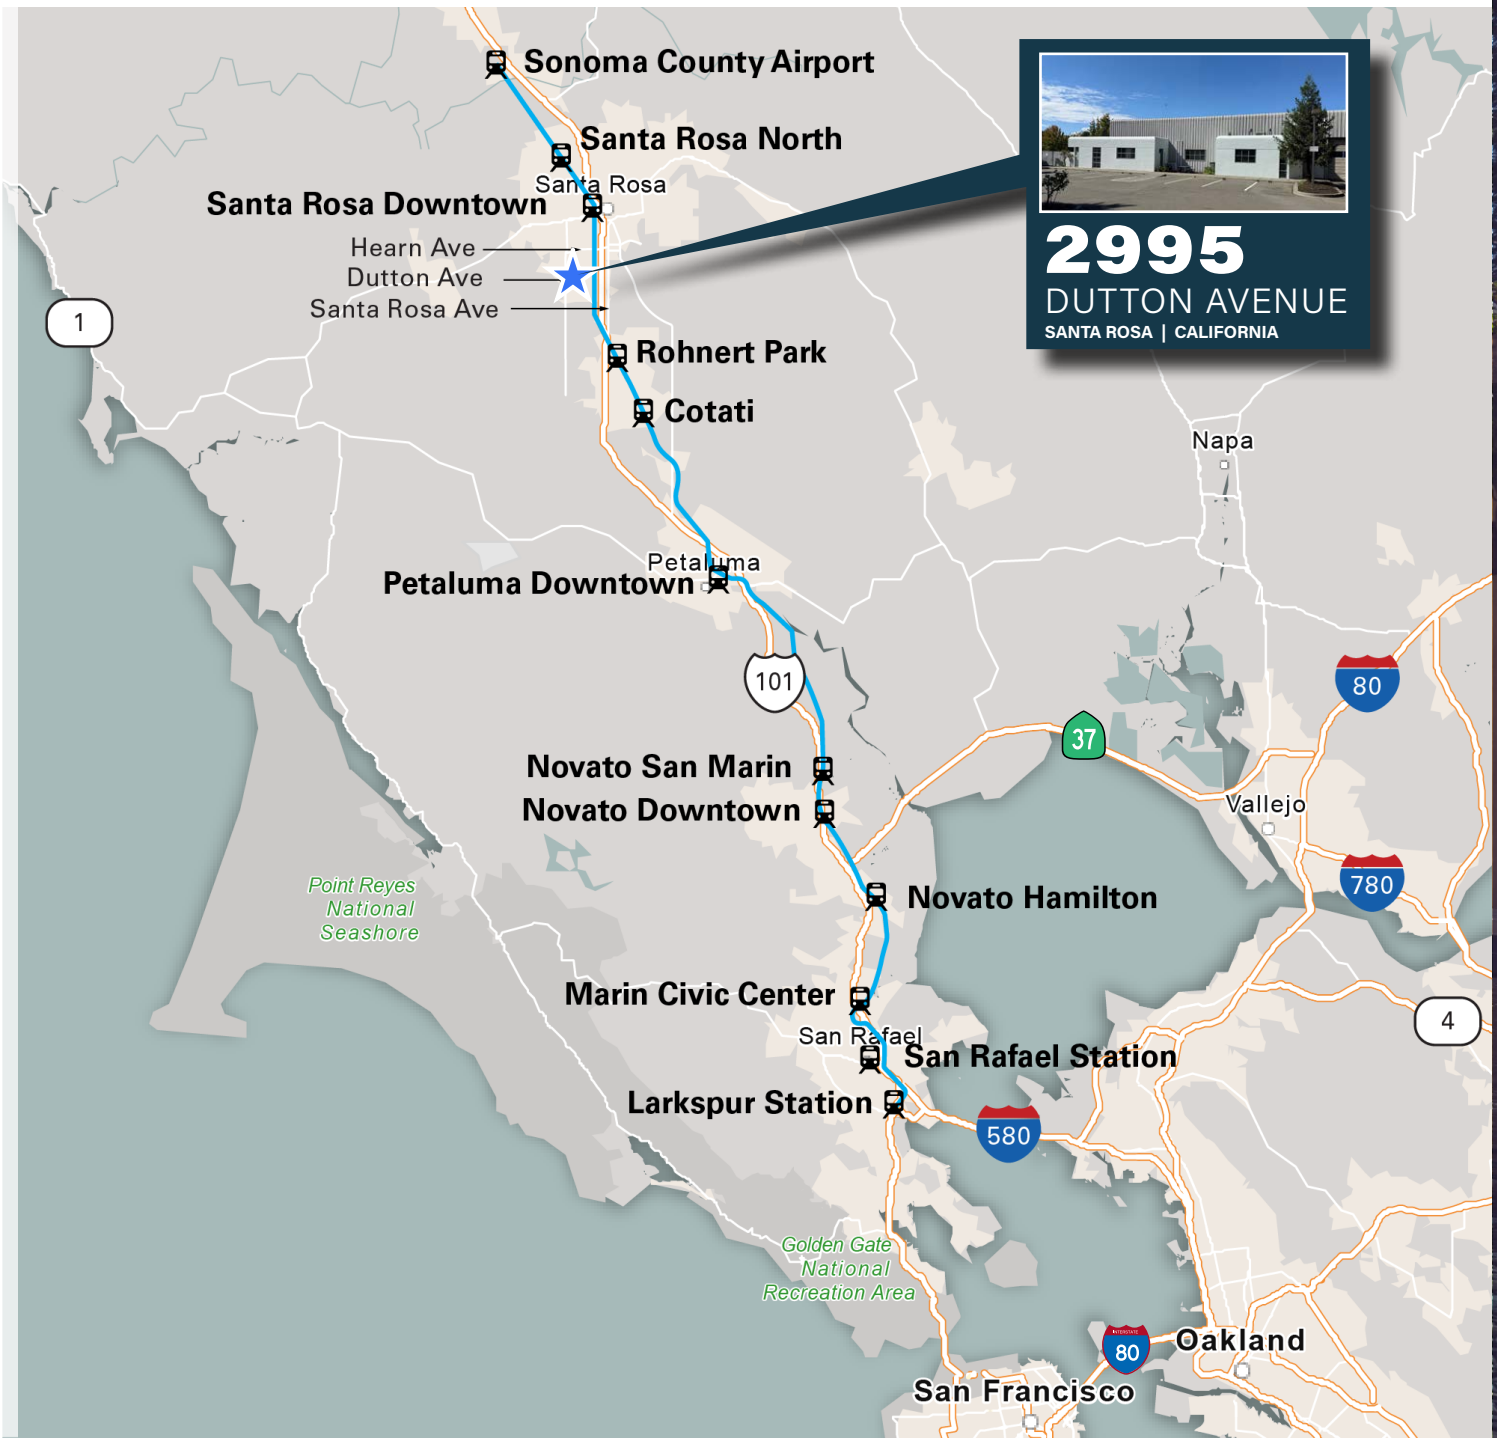 Sonoma County Airport
Santa Rosa North
Santa Rosa
Santa Rosa Downtown
Hearn Ave
Dutton Ave
Santa Rosa Ave
2995
DUTTON AVENUE
SANTA ROSA | CALIFORNIA
1
Rohnert Park
Cotati
Napa
Petaluma
Petaluma Downtown
101
80
37
Novato San Marin
Novato Downtown
Vallejo
780
Point Reyes
National
Seashore
Novato Hamilton
Marin Civic Center
4
San Rafael
San Rafael Station
Larkspur Station
580
Golden Gate
National
Recreation Area
INTERSTATE
80
Oakland
San Francisco